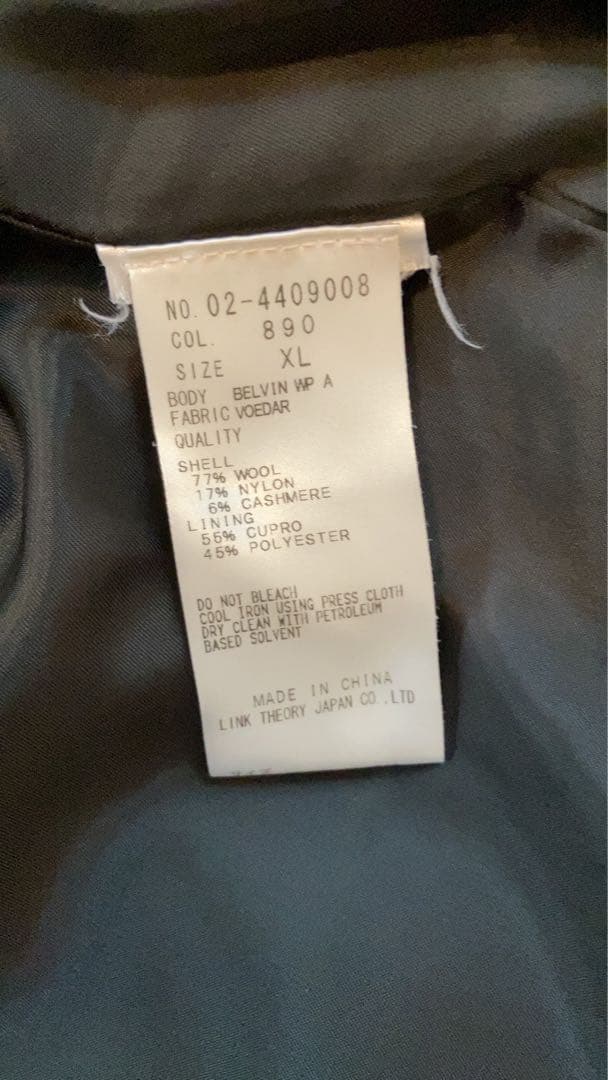 NO. 02-4409008
COL. 890
SIZE XL
BODY BELVIN WP A
FABRIC VOEDAR
QUALITY
SHELL
77% WOOL
17% NYLON
6% CASHMERE
LINING
55% CUPRO
45% POLYESTER
DO NOT BLEACH
COOL IRON USING PRESS CLOTH
DRY CLEAN WITH PETROLEUM
BASED SOLVENT
MADE IN CHINA
LINK THEORY JAPAN CO.,LTD